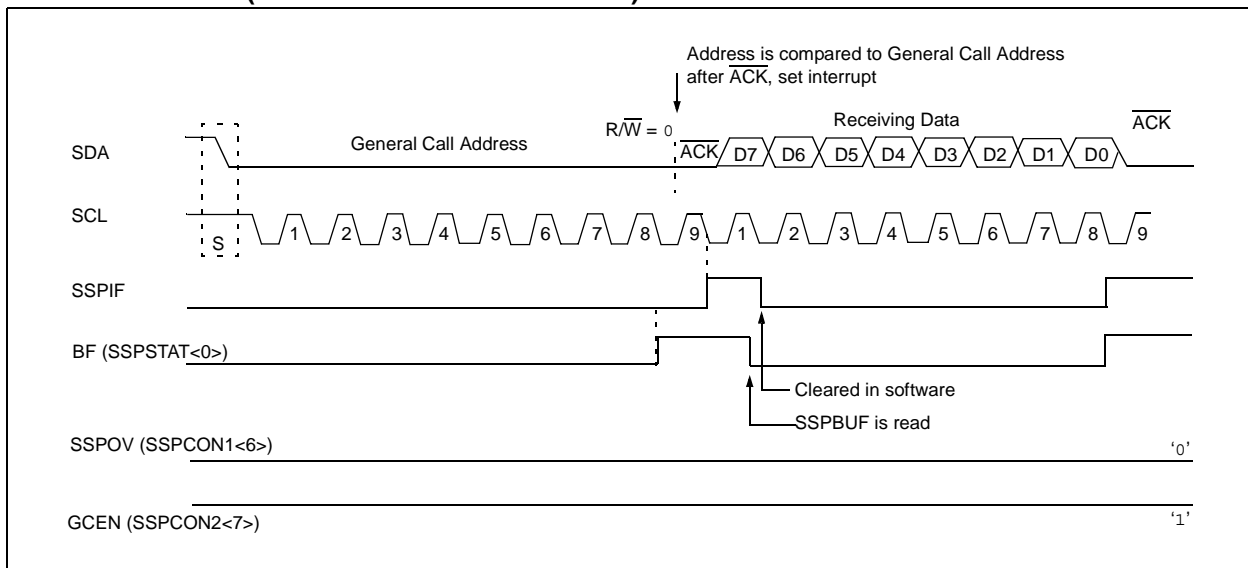 Address is compared to General Call Address
after ACK, set interrupt
R/W = 0
Receiving Data
ACK
SDA
General Call Address
ACK
D7 D6 D5 D4 D3 D2 D1 D0
SCL
S
1 2 3 4 5 6 7 8 9 1 2 3 4 5 6 7 8 9
SSPIF
BF (SSPSTAT<0>)
Cleared in software
SSPBUF is read
SSPOV (SSPCON1<6>)
‘0’
GCEN (SSPCON2<7>)
‘1’